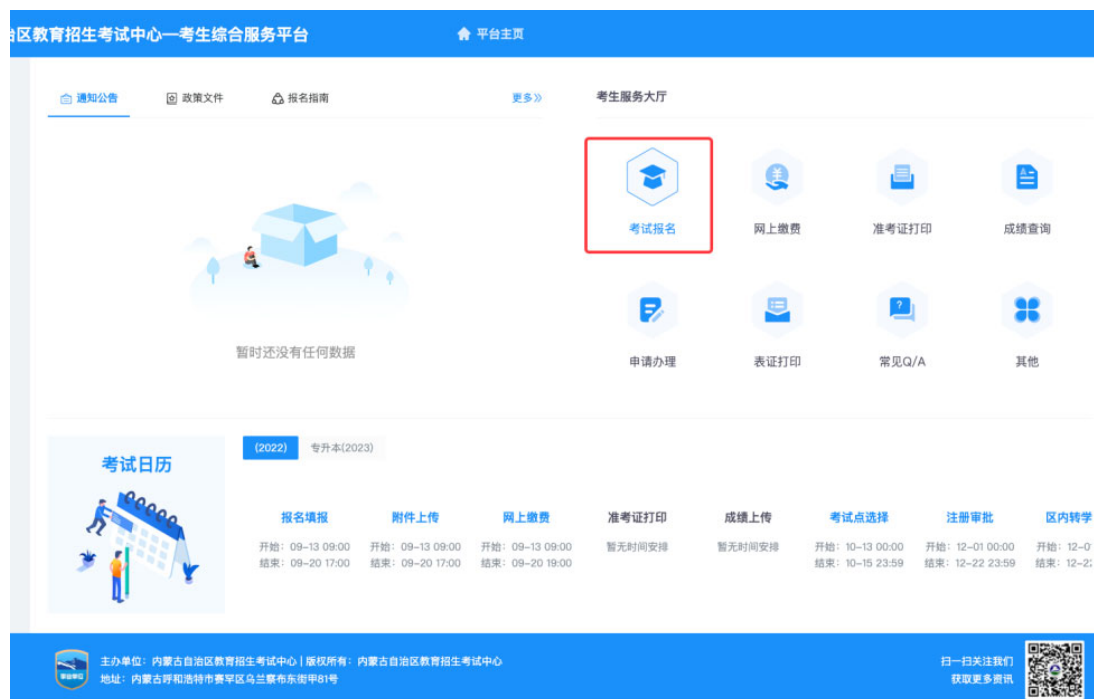 治区教育招生考试中心—考生综合服务平台
平台主页
通知公告 政策文件 报名指南 更多》
考生服务大厅
考试报名 网上缴费 准考证打印 成绩查询
申请办理 表证打印 常见Q/A 其他
暂时还没有任何数据
考试日历
(2022) 专升本(2023)
报名填报 附件上传 网上缴费 准考证打印 成绩上传 考试点选择 注册审批 区内转学
开始：09-13 09:00 开始：09-13 09:00 开始：09-13 09:00 暂无时间安排 暂无时间安排 开始：10-13 00:00 开始：12-01 00:00 开始：12-0
结束：09-20 17:00 结束：09-20 17:00 结束：09-20 19:00 结束：10-15 23:59 结束：12-22 23:59 结束：12-2
主办单位：内蒙古自治区教育招生考试中心 | 版权所有：内蒙古自治区教育招生考试中心
地址：内蒙古呼和浩特市赛罕区乌兰察布东街甲81号
扫一扫关注我们
获取更多资讯